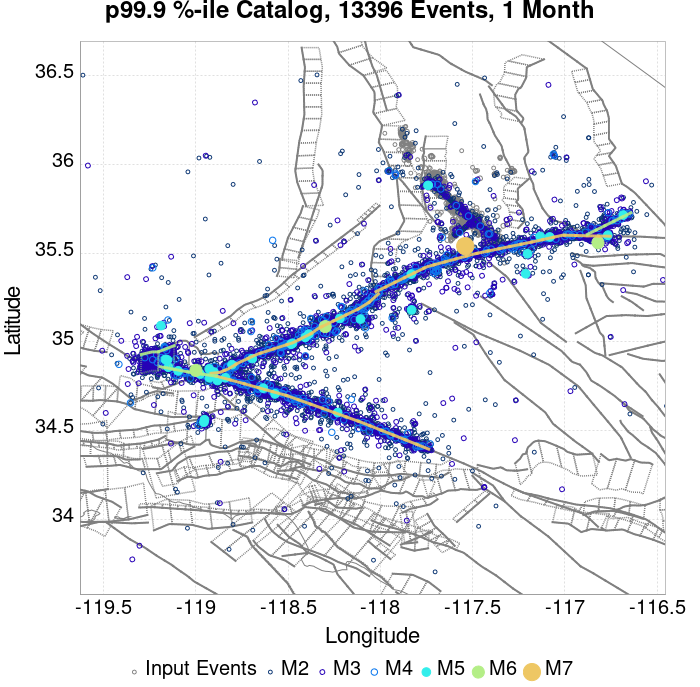 p99.9 %-ile Catalog, 13396 Events, 1 Month
36.5
36
35.5
35
34.5
34
Latitude
-119.5 -119 -118.5 -118 -117.5 -117 -116.5
Longitude
Input Events M2 M3 M4 M5 M6 M7